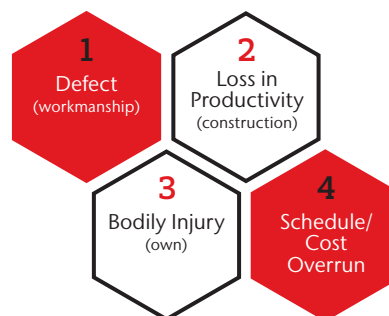 1
Defect
(workmanship)
2
Loss in
Productivity
(construction)
3
Bodily Injury
(own)
4
Schedule/
Cost
Overrun